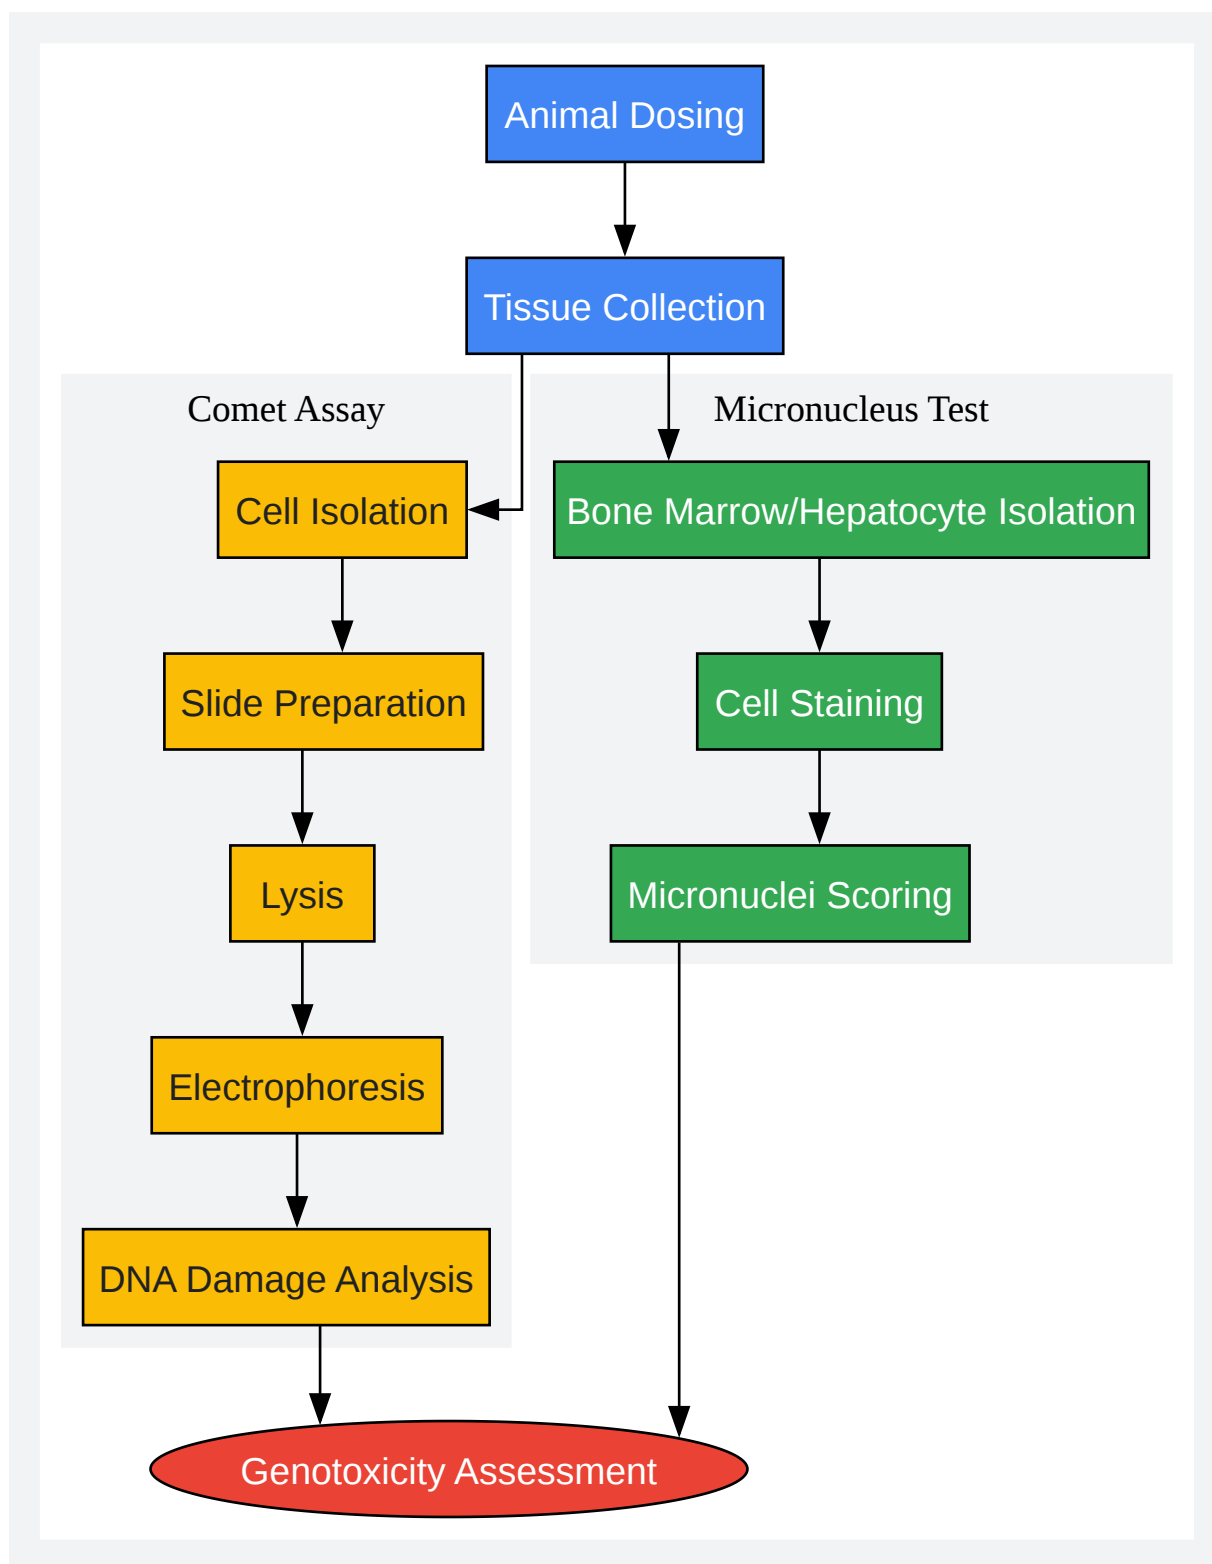 Animal Dosing
Tissue Collection
Comet Assay
Cell Isolation
Slide Preparation
Lysis
Electrophoresis
DNA Damage Analysis
Micronucleus Test
Bone Marrow/Hepatocyte Isolation
Cell Staining
Micronuclei Scoring
Genotoxicity Assessment